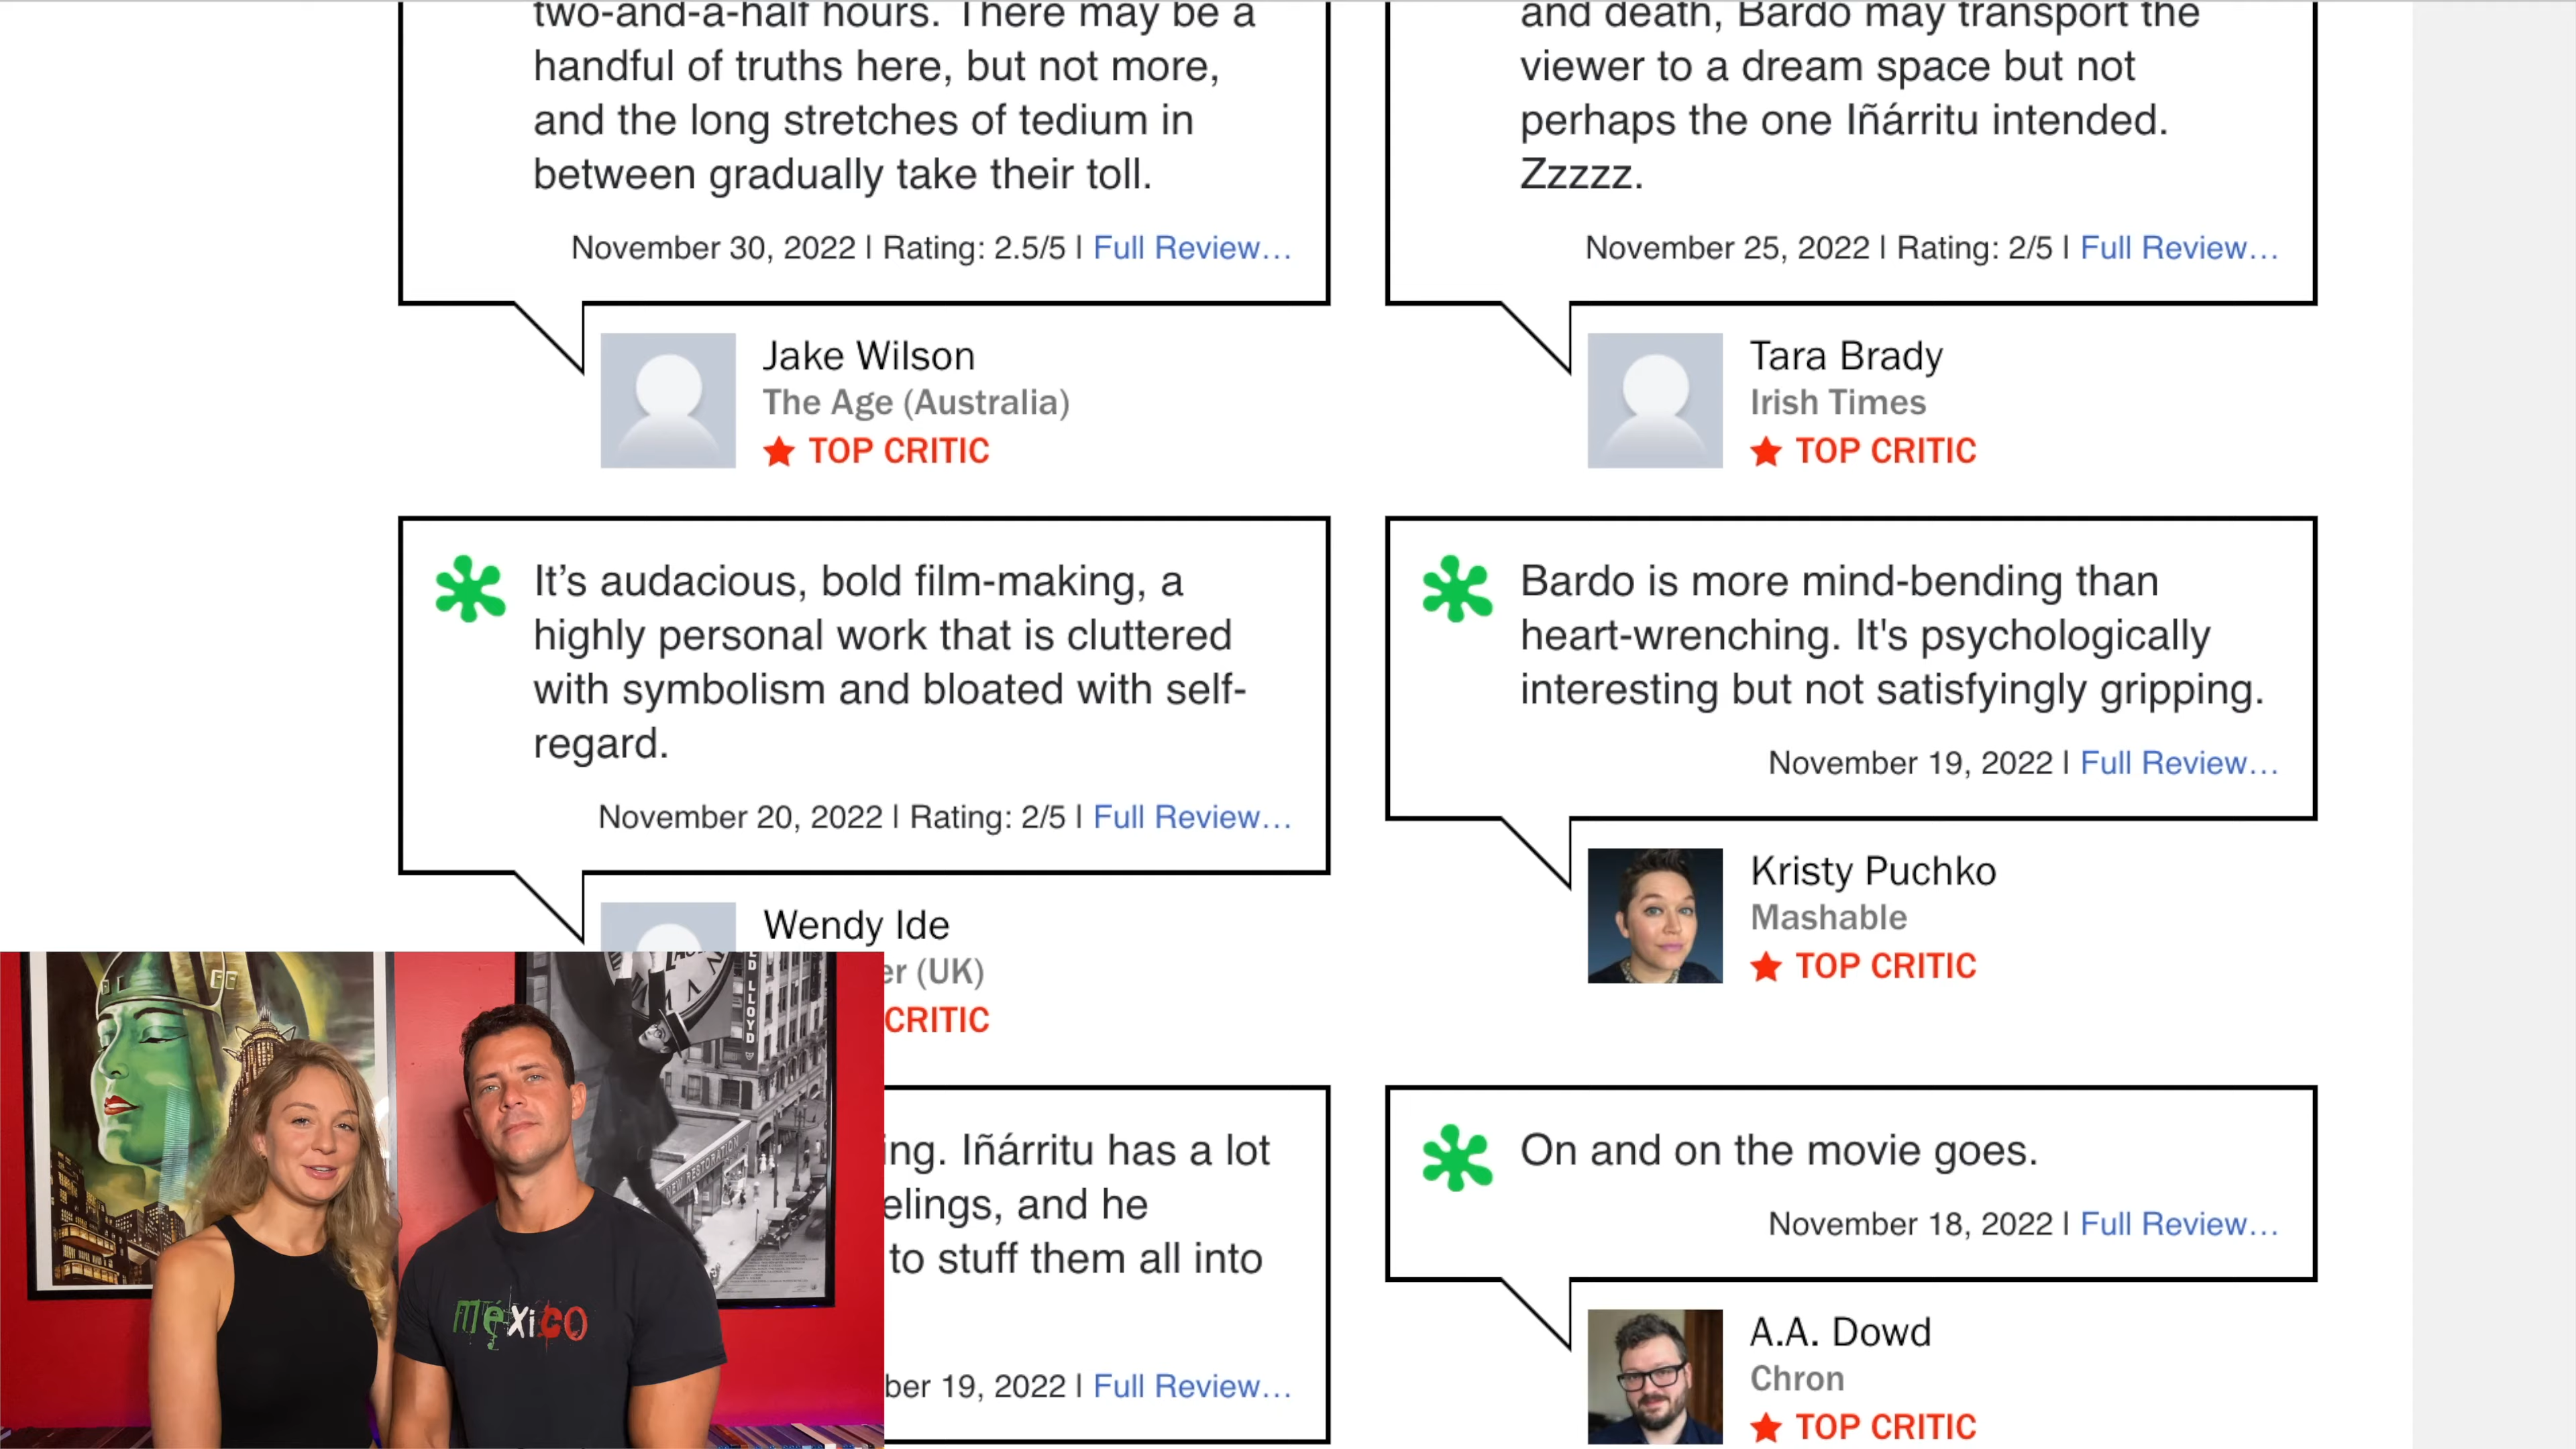 two-and-a-half hours. There may be a
handful of truths here, but not more,
and the long stretches of tedium in
between gradually take their toll.
November 30, 2022 | Rating: 2.5/5 | Full Review…
Jake Wilson
The Age (Australia)
TOP CRITIC
and death, Bardo may transport the
viewer to a dream space but not
perhaps the one Iñárritu intended.
Zzzzz.
November 25, 2022 | Rating: 2/5 | Full Review…
Tara Brady
Irish Times
TOP CRITIC
It’s audacious, bold film-making, a
highly personal work that is cluttered
with symbolism and bloated with self-
regard.
November 20, 2022 | Rating: 2/5 | Full Review…
Wendy Ide
er (UK)
CRITIC
Bardo is more mind-bending than
heart-wrenching. It's psychologically
interesting but not satisfyingly gripping.
November 19, 2022 | Full Review…
Kristy Puchko
Mashable
TOP CRITIC
ing. Iñárritu has a lot
elings, and he
to stuff them all into
ber 19, 2022 | Full Review…
On and on the movie goes.
November 18, 2022 | Full Review…
A.A. Dowd
Chron
TOP CRITIC
LLOYD
NEW RESTORATION
Mexico